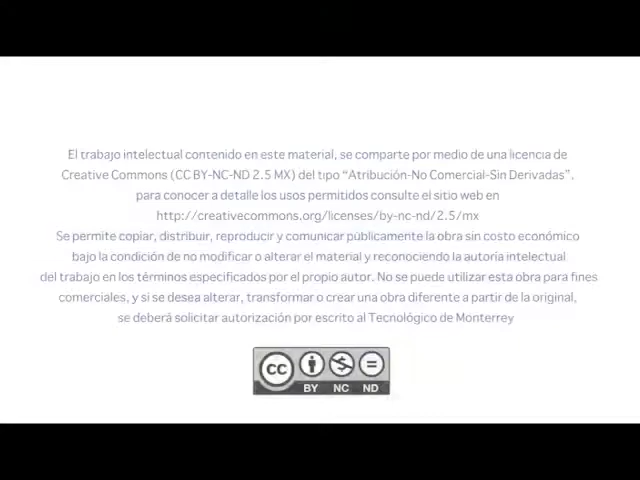 El trabajo intelectual contenido en este material, se comparte por medio de una licencia de
Creative Commons (CC BY-NC-ND 2.5 MX) del tipo “Atribución-No Comercial-Sin Derivadas”.
para conocer a detalle los usos permitidos consulte el sitio web en
http://creativecommons.org/licenses/by-nc-nd/2.5/mx
Se permite copiar, distribuir, reproducir y comunicar públicamente la obra sin costo económico
bajo la condición de no modificar o alterar el material y reconociendo la autoría intelectual
del trabajo en los términos especificados por el propio autor. No se puede utilizar esta obra para fines
comerciales, y si se desea alterar, transformar o crear una obra diferente a partir de la original,
se deberá solicitar autorización por escrito al Tecnológico de Monterrey
cc
BY NC ND